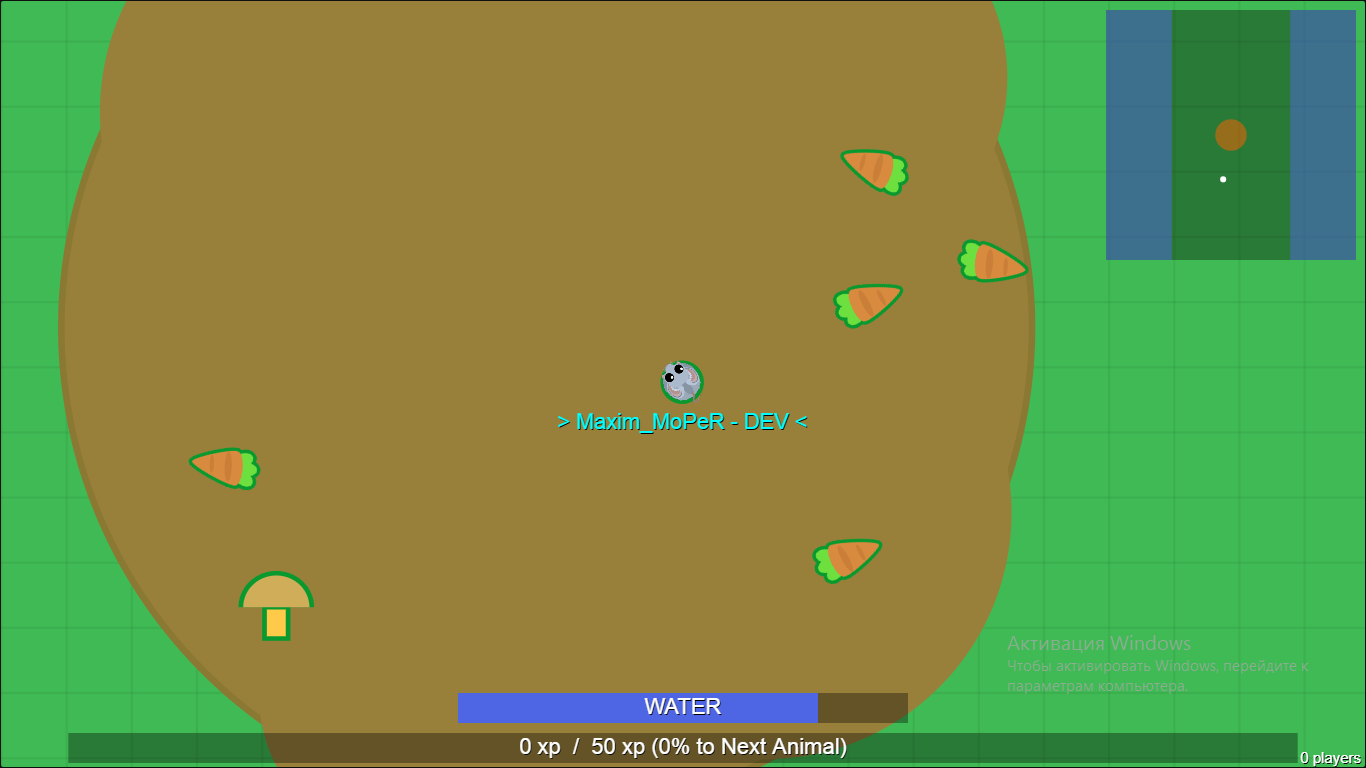 > Maxim_MoPeR - DEV <
Активация Windows
Чтобы активировать Windows, перейдите к
параметрам компьютера.
WATER
0 xp / 50 xp (0% to Next Animal)
0 players